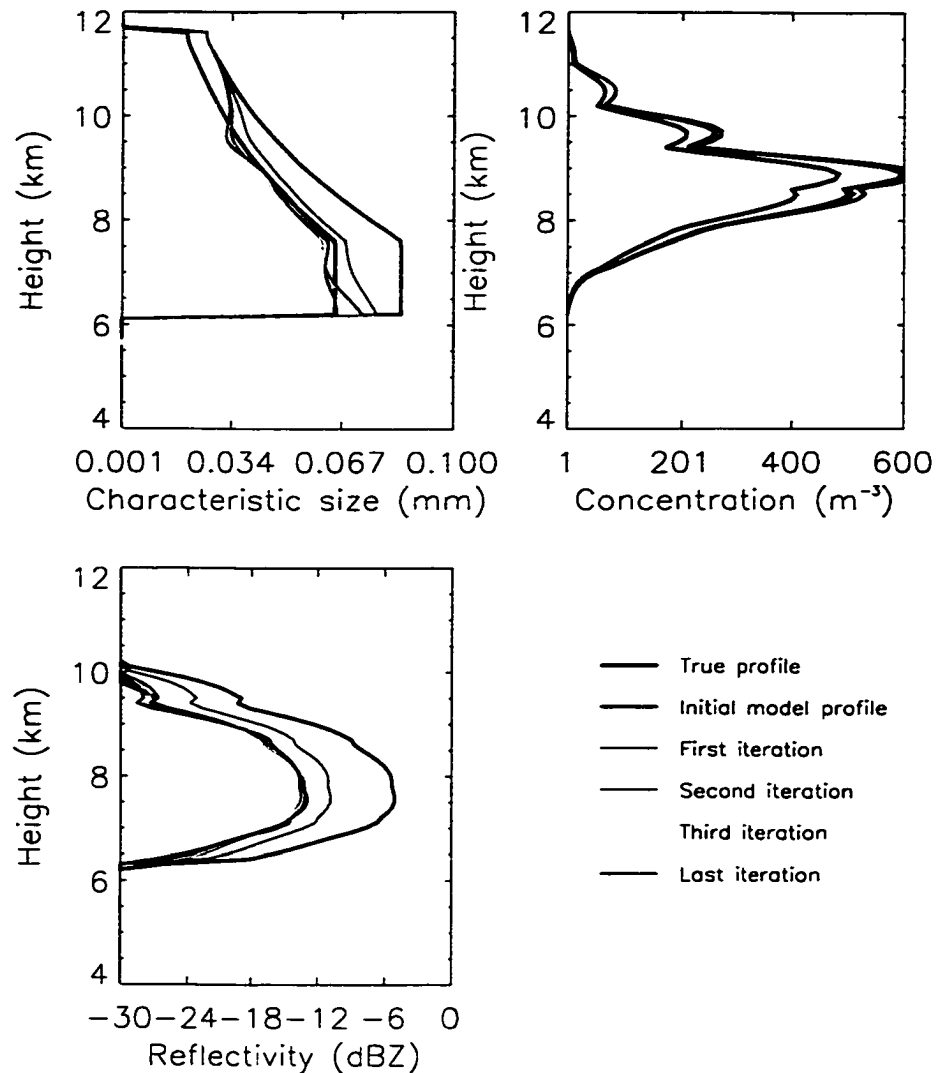 12
10
8
6
4
Height (km)
0.001 0.034 0.067 0.100
Characteristic size (mm)
12
10
8
6
4
Height (km)
1 201 400 600
Concentration (m⁻³)
12
10
8
6
4
Height (km)
-30-24-18-12 -6 0
Reflectivity (dBZ)
True profile
Initial model profile
First iteration
Second iteration
Third iteration
Last iteration